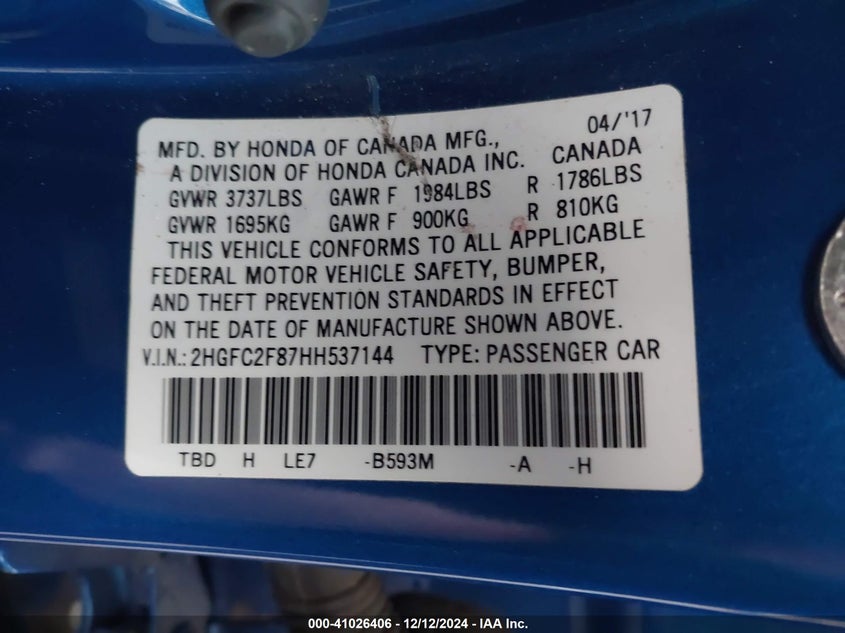 04/'17
MFD. BY HONDA OF CANADA MFG.,
A DIVISION OF HONDA CANADA INC. CANADA
GVWR 3737LBS GAWR F 1984LBS R 1786LBS
GVWR 1695KG GAWR F 900KG R 810KG
THIS VEHICLE CONFORMS TO ALL APPLICABLE
FEDERAL MOTOR VEHICLE SAFETY, BUMPER,
AND THEFT PREVENTION STANDARDS IN EFFECT
ON THE DATE OF MANUFACTURE SHOWN ABOVE.
V.I.N.: 2HGFC2F87HH537144 TYPE: PASSENGER CAR
TBD H LE7 -B593M -A -H
000-41026406 - 12/12/2024 - IAA Inc.